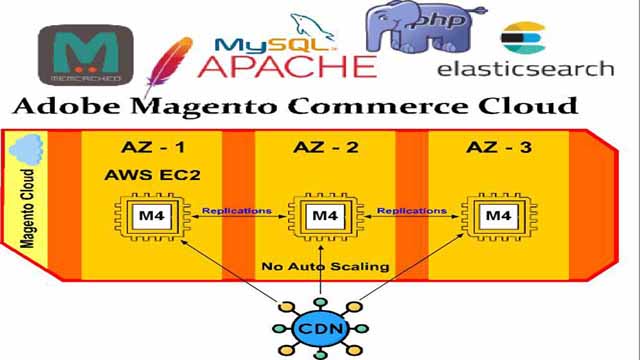 MEMCACHED
MySQL™
APACHE
php
elasticsearch
Adobe Magento Commerce Cloud
Magento Cloud
AZ - 1
AZ - 2
AZ - 3
AWS EC2
M4
Replications
M4
Replications
M4
No Auto Scaling
CDN